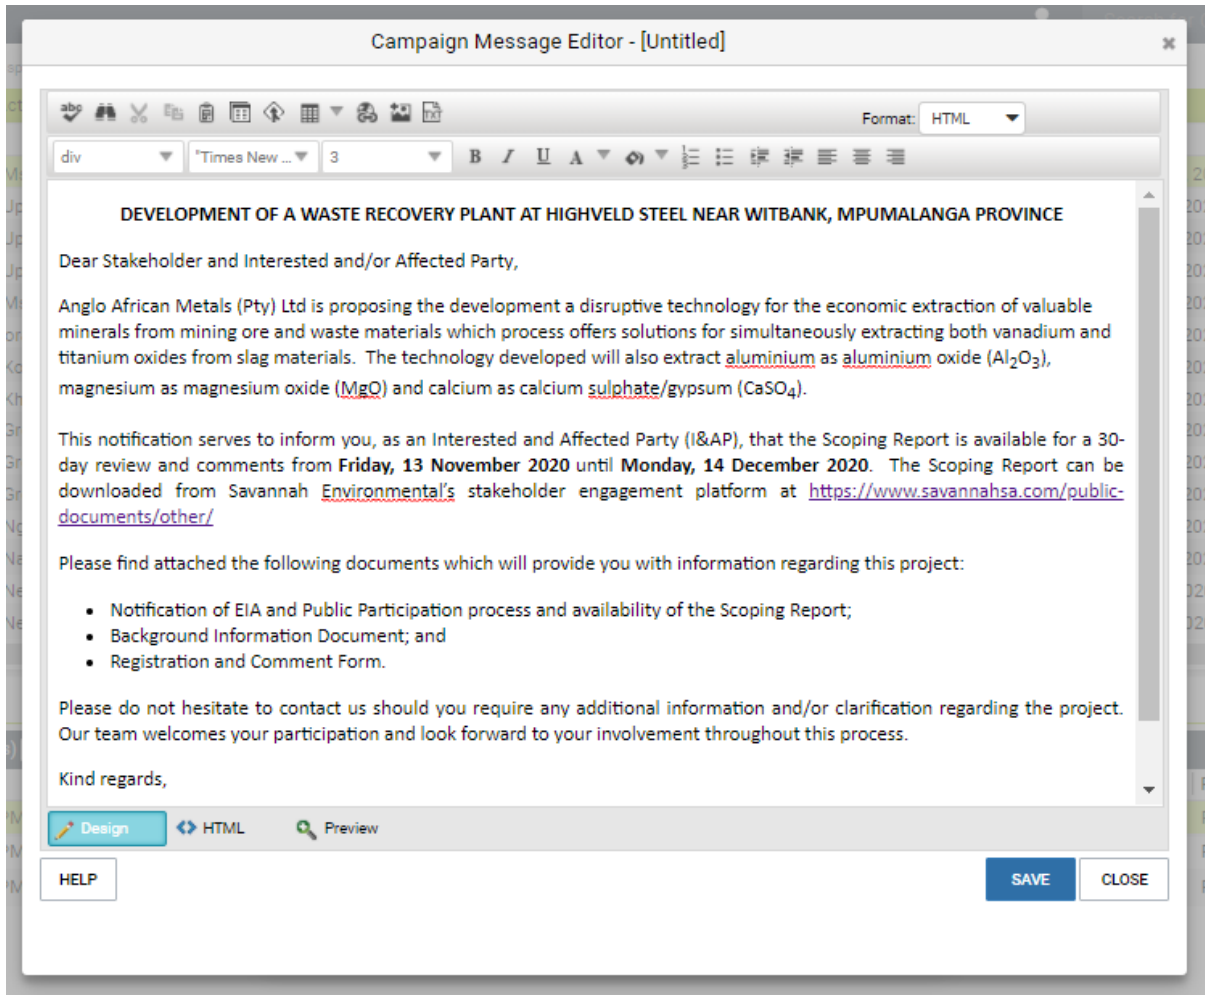 Campaign Message Editor - [Untitled]
abc
TXT
Format: HTML
div "Times New ... 3 B I U A
DEVELOPMENT OF A WASTE RECOVERY PLANT AT HIGHVELD STEEL NEAR WITBANK, MPUMALANGA PROVINCE
Dear Stakeholder and Interested and/or Affected Party,
Anglo African Metals (Pty) Ltd is proposing the development a disruptive technology for the economic extraction of valuable
minerals from mining ore and waste materials which process offers solutions for simultaneously extracting both vanadium and
titanium oxides from slag materials. The technology developed will also extract aluminium as aluminium oxide (Al₂O₃),
magnesium as magnesium oxide (MgO) and calcium as calcium sulphate/gypsum (CaSO₄).
This notification serves to inform you, as an Interested and Affected Party (I&AP), that the Scoping Report is available for a 30-
day review and comments from Friday, 13 November 2020 until Monday, 14 December 2020. The Scoping Report can be
downloaded from Savannah Environmental's stakeholder engagement platform at https://www.savannahsa.com/public-
documents/other/
Please find attached the following documents which will provide you with information regarding this project:
• Notification of EIA and Public Participation process and availability of the Scoping Report;
• Background Information Document; and
• Registration and Comment Form.
Please do not hesitate to contact us should you require any additional information and/or clarification regarding the project.
Our team welcomes your participation and look forward to your involvement throughout this process.
Kind regards,
Design HTML Preview
HELP SAVE CLOSE